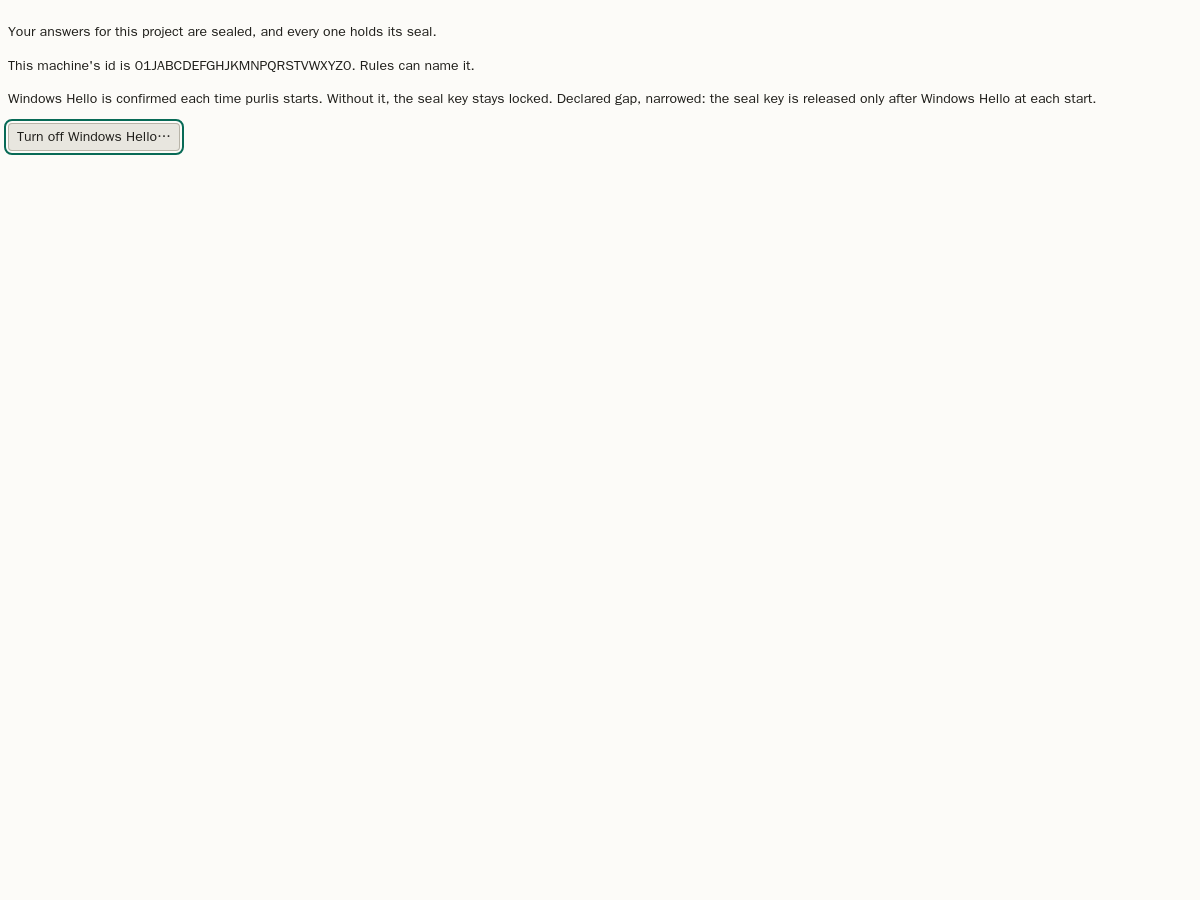 Your answers for this project are sealed, and every one holds its seal.
This machine's id is 01JABCDEFGHJKMNPQRSTVWXYZ0. Rules can name it.
Windows Hello is confirmed each time purlis starts. Without it, the seal key stays locked. Declared gap, narrowed: the seal key is released only after Windows Hello at each start.
Turn off Windows Hello…